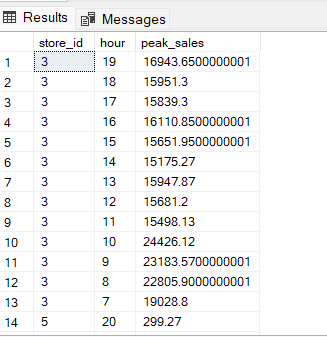 Results Messages
store_id hour peak_sales
1 3 19 16943.6500000001
2 3 18 15951.3
3 3 17 15839.3
4 3 16 16110.8500000001
5 3 15 15651.9500000001
6 3 14 15175.27
7 3 13 15947.87
8 3 12 15681.2
9 3 11 15498.13
10 3 10 24426.12
11 3 9 23183.5700000001
12 3 8 22805.9000000001
13 3 7 19028.8
14 5 20 299.27